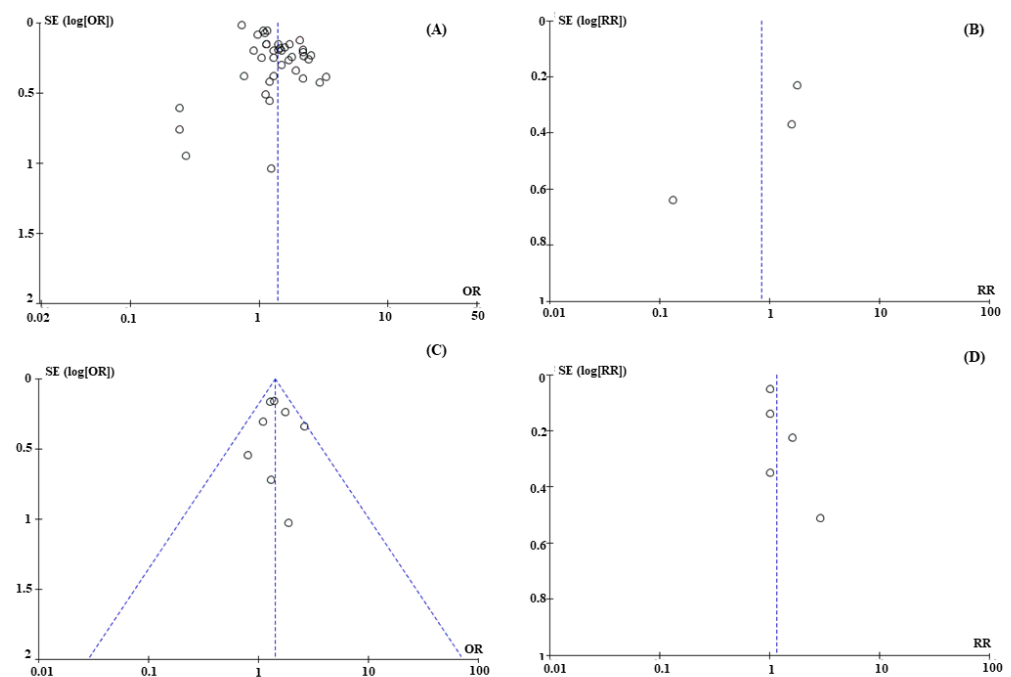 0 SE (log[OR]) (A)
0.5
1
1.5
2 OR
0.02 0.1 1 10 50
0 SE (log[RR]) (B)
0.2
0.4
0.6
0.8
1 RR
0.01 0.1 1 10 100
(C)
SE (log[OR])
0
0.5
1
1.5
2 OR
0.01 0.1 1 10 100
(D)
0 SE (log[RR])
0.2
0.4
0.6
0.8
1 RR
0.01 0.1 1 10 100